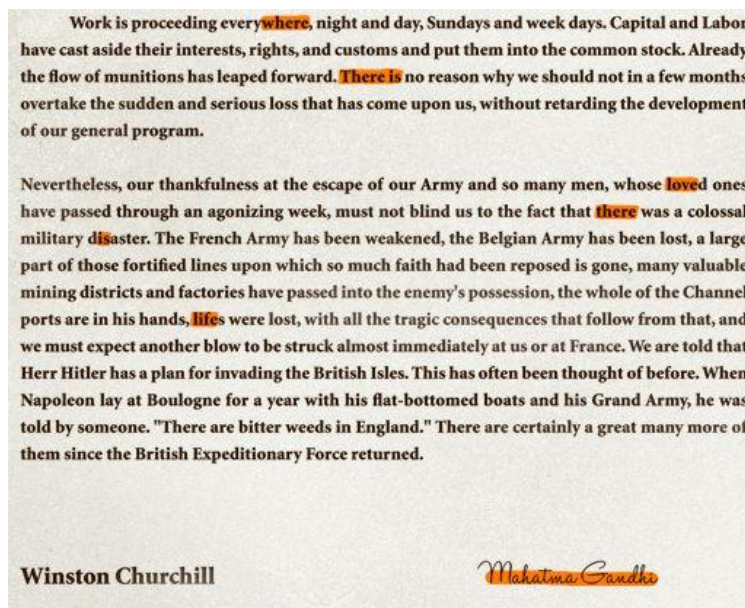 Work is proceeding everywhere, night and day, Sundays and week days. Capital and Labor
have cast aside their interests, rights, and customs and put them into the common stock. Already
the flow of munitions has leaped forward. There is no reason why we should not in a few months
overtake the sudden and serious loss that has come upon us, without retarding the development
of our general program.
Nevertheless, our thankfulness at the escape of our Army and so many men, whose loved ones
have passed through an agonizing week, must not blind us to the fact that there was a colossal
military disaster. The French Army has been weakened, the Belgian Army has been lost, a large
part of those fortified lines upon which so much faith had been reposed is gone, many valuable
mining districts and factories have passed into the enemy's possession, the whole of the Channel
ports are in his hands, lifes were lost, with all the tragic consequences that follow from that, and
we must expect another blow to be struck almost immediately at us or at France. We are told that
Herr Hitler has a plan for invading the British Isles. This has often been thought of before. When
Napoleon lay at Boulogne for a year with his flat-bottomed boats and his Grand Army, he was
told by someone. "There are bitter weeds in England." There are certainly a great many more of
them since the British Expeditionary Force returned.
Winston Churchill Mahatma Gandhi